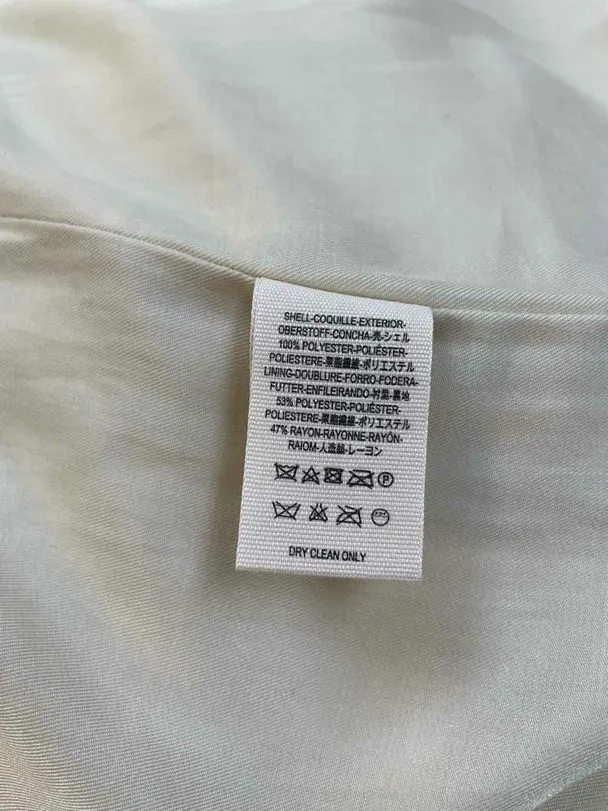 SHELL-COQUILLE-EXTERIOR-
OBERSTOFF-CONCHA-壳-シェル
100% POLYESTER-POLIÉSTER-
POLIESTERE-聚酯纖維-ポリエステル
LINING-DOUBLURE-FORRO-FODERA-
FUTTER-ENFILEIRANDO-衬里-裏地
53% POLYESTER-POLIÉSTER-
POLIESTERE-聚酯纖維-ポリエステル
47% RAYON-RAYONNE-RAYÓN-
RAIOM-人造絲-レーヨン
P
DRY CLEAN ONLY